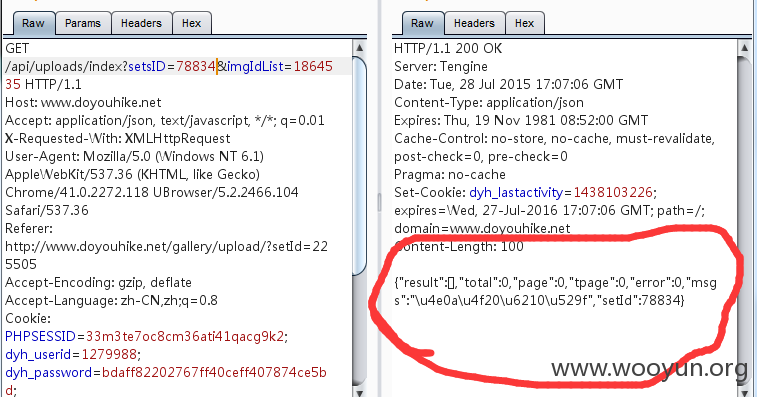 Raw Params Headers Hex
GET
/api/uploads/index?setsID=78834&imgIdList=18645
35 HTTP/1.1
Host: www.doyouhike.net
Accept: application/json, text/javascript, */*; q=0.01
X-Requested-With: XMLHttpRequest
User-Agent: Mozilla/5.0 (Windows NT 6.1)
AppleWebKit/537.36 (KHTML, like Gecko)
Chrome/41.0.2272.118 UBrowser/5.2.2466.104
Safari/537.36
Referer:
http://www.doyouhike.net/gallery/upload/?setId=22
5505
Accept-Encoding: gzip, deflate
Accept-Language: zh-CN,zh;q=0.8
Cookie:
PHPSESSID=33m3te7oc8cm36ati41qacg9k2;
dyh_userid=1279988;
dyh_password=bdaff82202767ff40ceff407874ce5b
d;
Raw Headers Hex
HTTP/1.1 200 OK
Server: Tengine
Date: Tue, 28 Jul 2015 17:07:06 GMT
Content-Type: application/json
Expires: Thu, 19 Nov 1981 08:52:00 GMT
Cache-Control: no-store, no-cache, must-revalidate,
post-check=0, pre-check=0
Pragma: no-cache
Set-Cookie: dyh_lastactivity=1438103226;
expires=Wed, 27-Jul-2016 17:07:06 GMT; path=/;
domain=www.doyouhike.net
Content-Length: 100
{"result":[],"total":0,"page":0,"tpage":0,"error":0,"msg
s":"\u4e0a\u4f20\u6210\u529f","setId":78834}
www.wooyun.org